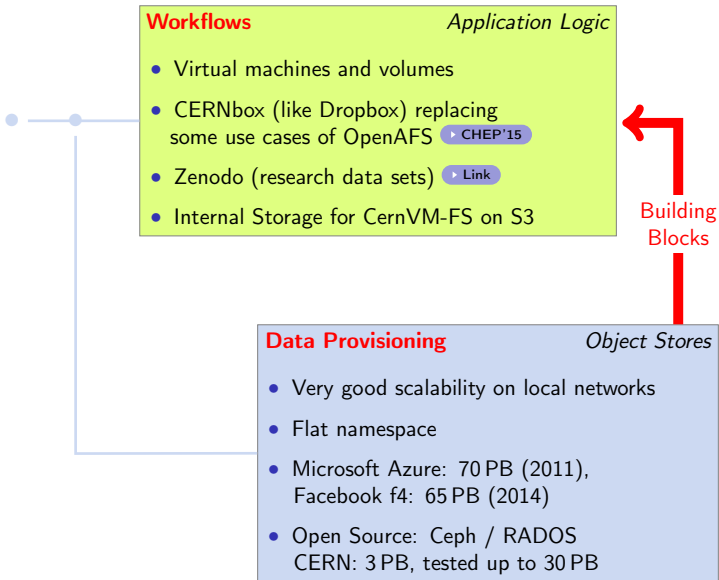 Workflows Application Logic
• Virtual machines and volumes
• CERNbox (like Dropbox) replacing
some use cases of OpenAFS CHEP'15
• Zenodo (research data sets) Link
• Internal Storage for CernVM-FS on S3
Building
Blocks
Data Provisioning Object Stores
• Very good scalability on local networks
• Flat namespace
• Microsoft Azure: 70 PB (2011),
Facebook f4: 65 PB (2014)
• Open Source: Ceph / RADOS
CERN: 3 PB, tested up to 30 PB